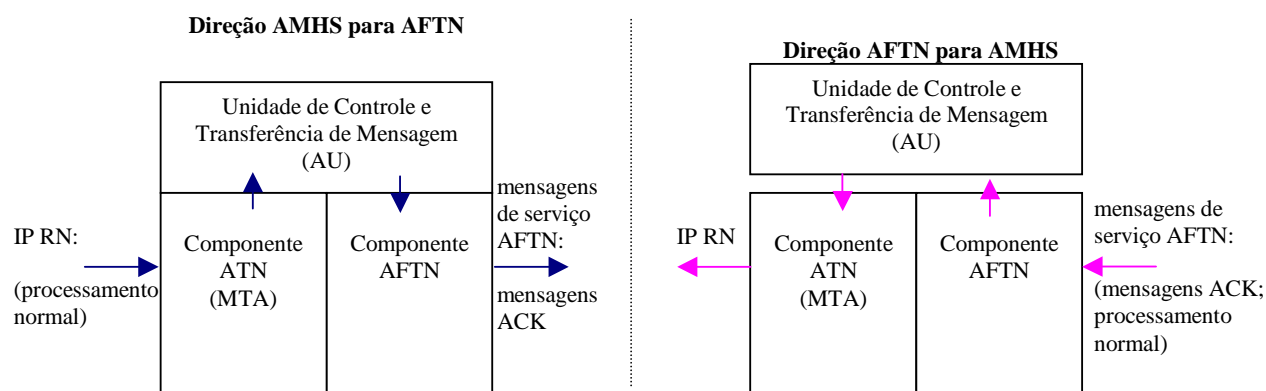 Direção AMHS para AFTN
Unidade de Controle e
Transferência de Mensagem
(AU)
IP RN:
(processamento
normal)
Componente
ATN
(MTA)
Componente
AFTN
mensagens
de serviço
AFTN:
mensagens
ACK
Direção AFTN para AMHS
Unidade de Controle e
Transferência de Mensagem
(AU)
IP RN
Componente
ATN
(MTA)
Componente
AFTN
mensagens de
serviço AFTN:
(mensagens ACK;
processamento
normal)